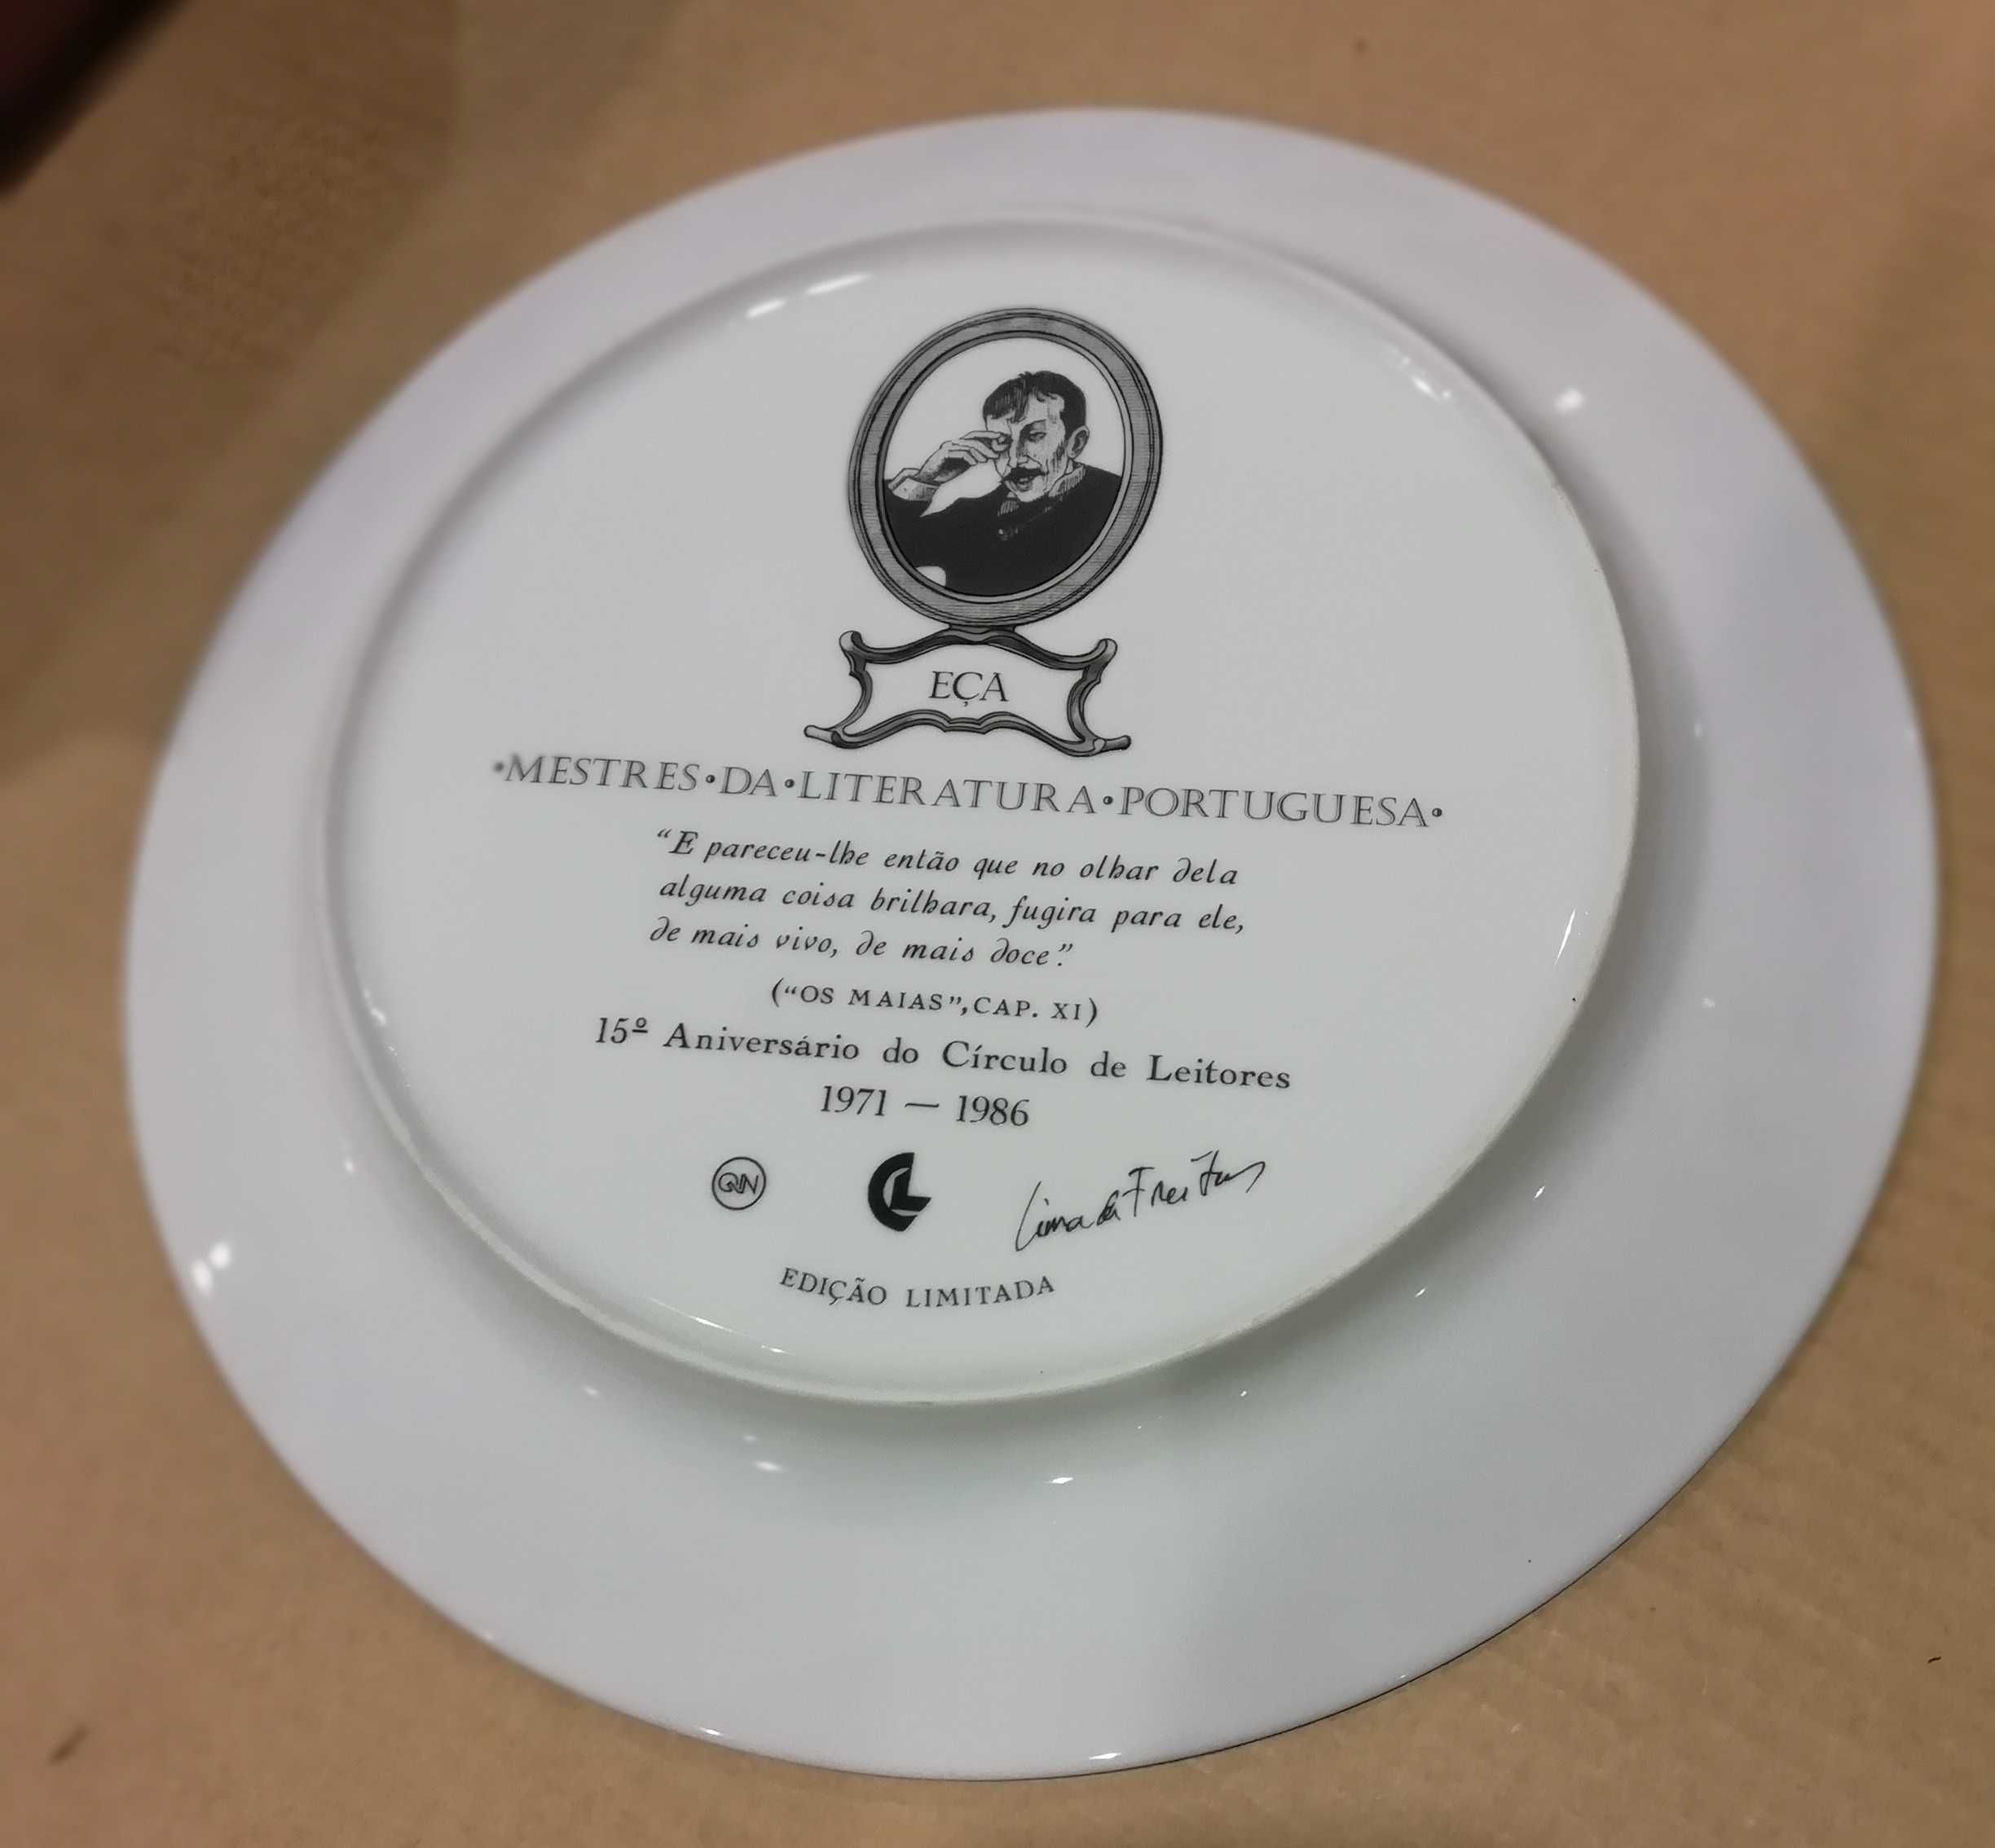 EÇA
•MESTRES•DA•LITERATURA•PORTUGUESA•
“E pareceu-lhe então que no olhar dela
alguma coisa brilhara, fugira para ele,
de mais vivo, de mais doce”.
(“OS MAIAS”,CAP. XI)
15º Aniversário do Círculo de Leitores
1971 — 1986
QN CL Lima de Freitas
EDIÇÃO LIMITADA